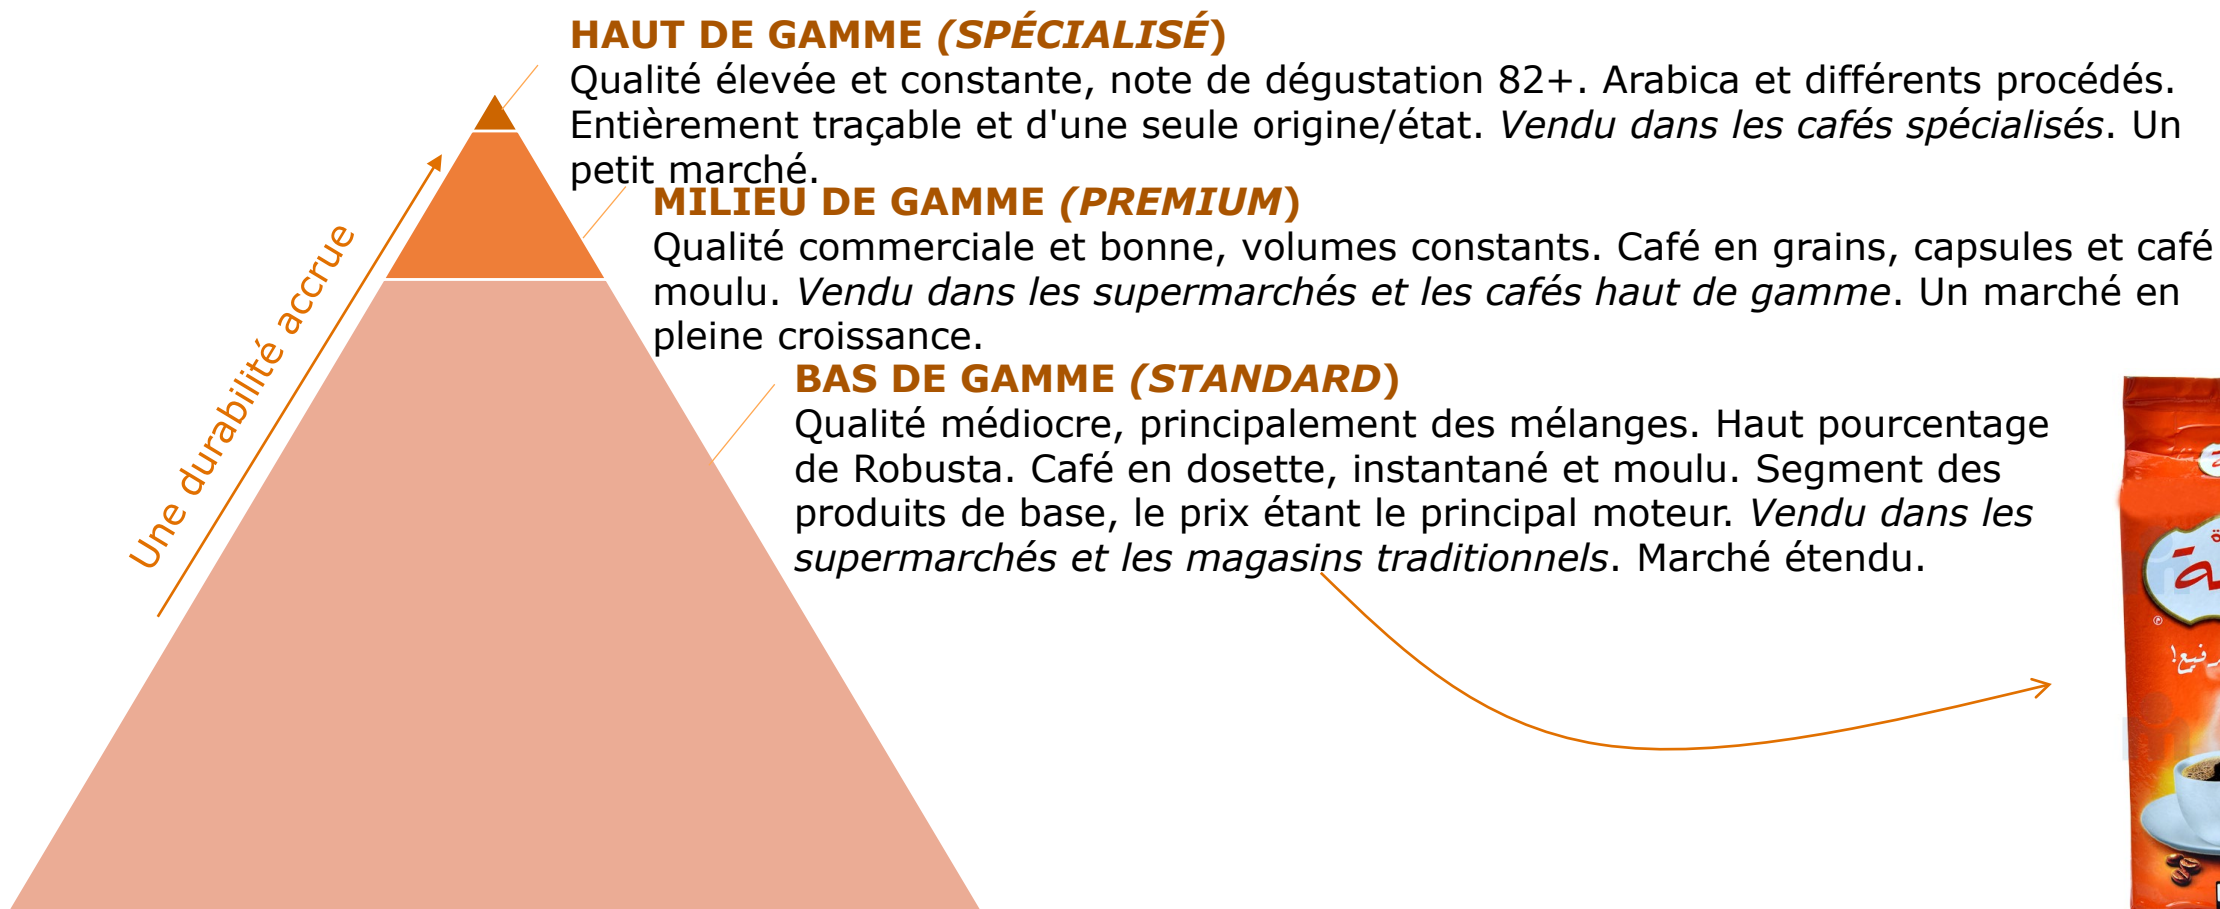 HAUT DE GAMME (SPÉCIALISÉ)
Qualité élevée et constante, note de dégustation 82+. Arabica et différents procédés.
Entièrement traçable et d'une seule origine/état. Vendu dans les cafés spécialisés. Un
petit marché.
MILIEU DE GAMME (PREMIUM)
Qualité commerciale et bonne, volumes constants. Café en grains, capsules et café
moulu. Vendu dans les supermarchés et les cafés haut de gamme. Un marché en
pleine croissance.
BAS DE GAMME (STANDARD)
Qualité médiocre, principalement des mélanges. Haut pourcentage
de Robusta. Café en dosette, instantané et moulu. Segment des
produits de base, le prix étant le principal moteur. Vendu dans les
supermarchés et les magasins traditionnels. Marché étendu.
Une durabilité accrue